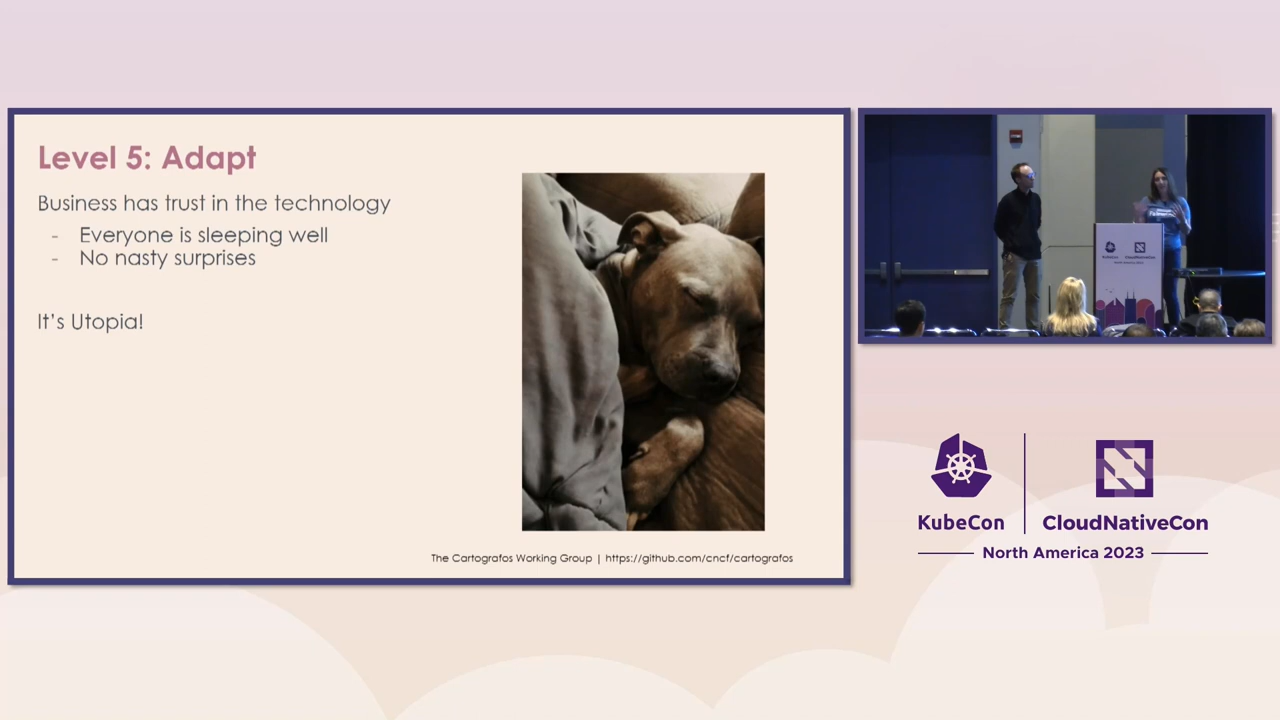 Level 5: Adapt
Business has trust in the technology
- Everyone is sleeping well
- No nasty surprises
It's Utopia!
The Cartografos Working Group | https://github.com/cncf/cartografos
KubeCon
CloudNativeCon
North America 2023